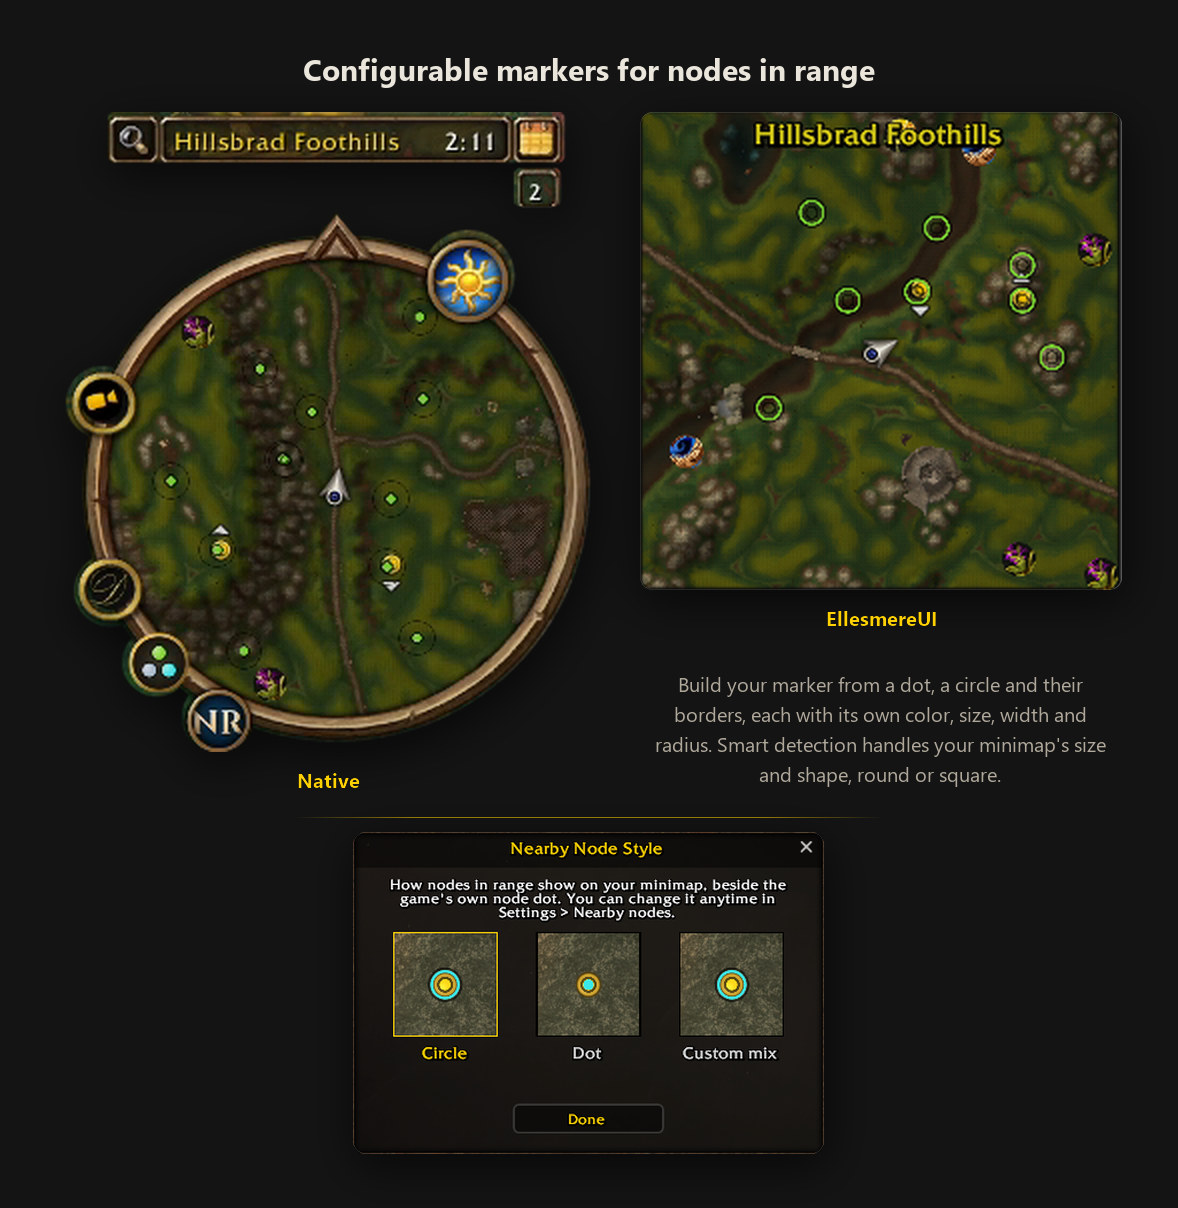 Configurable markers for nodes in range
Hillsbrad Foothills 2:11
2
NR
Native
Hillsbrad Foothills
EllesmereUI
Build your marker from a dot, a circle and their
borders, each with its own color, size, width and
radius. Smart detection handles your minimap's size
and shape, round or square.
Nearby Node Style
How nodes in range show on your minimap, beside the
game's own node dot. You can change it anytime in
Settings > Nearby nodes.
Circle
Dot
Custom mix
Done